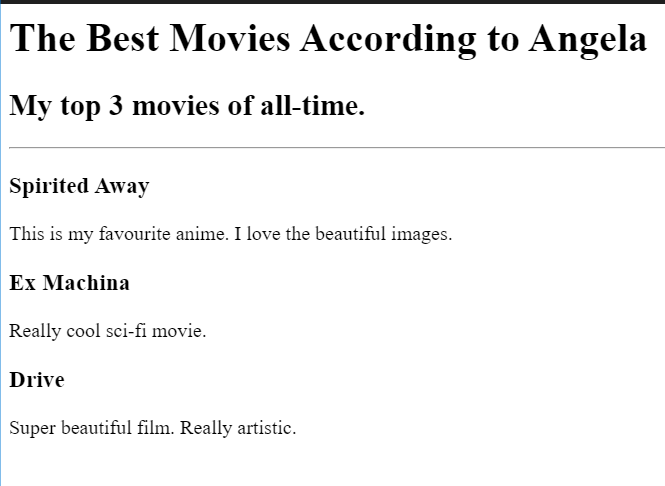 The Best Movies According to Angela
My top 3 movies of all-time.
Spirited Away
This is my favourite anime. I love the beautiful images.
Ex Machina
Really cool sci-fi movie.
Drive
Super beautiful film. Really artistic.